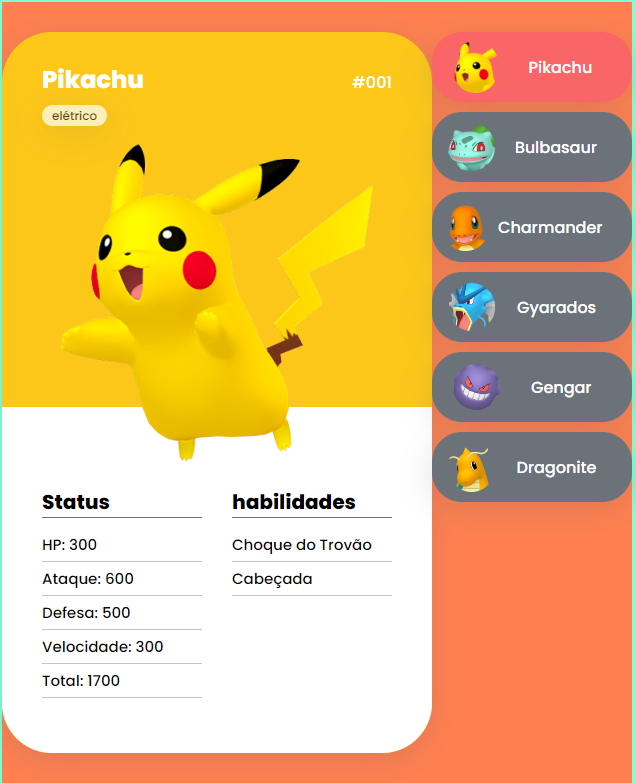 Pikachu
#001
elétrico
Status
HP: 300
Ataque: 600
Defesa: 500
Velocidade: 300
Total: 1700
habilidades
Choque do Trovão
Cabeçada
Pikachu
Bulbasaur
Charmander
Gyarados
Gengar
Dragonite